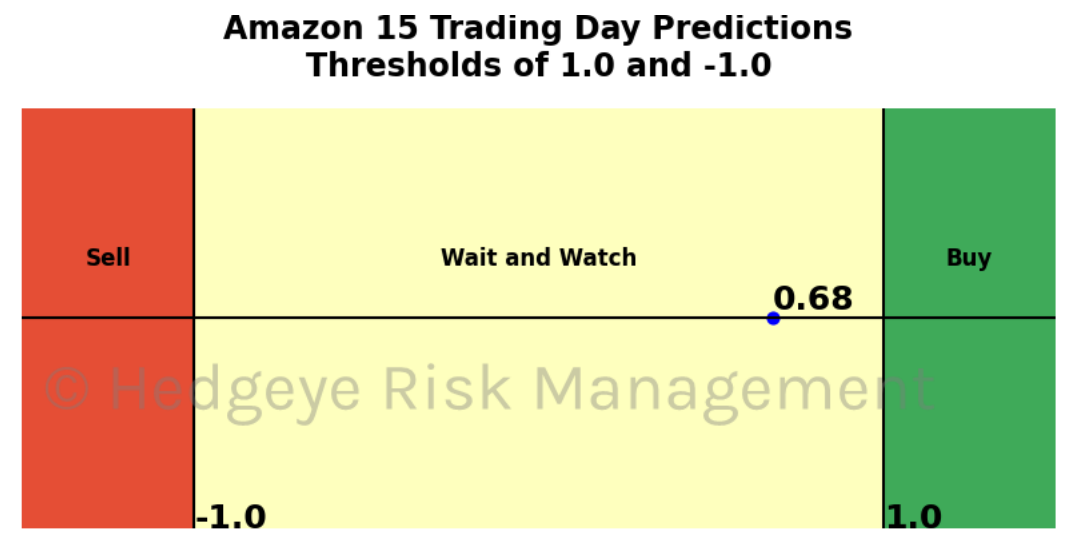 Amazon 15 Trading Day Predictions
Thresholds of 1.0 and -1.0
Sell
Wait and Watch
Buy
0.68
© Hedgeye Risk Management
-1.0
1.0